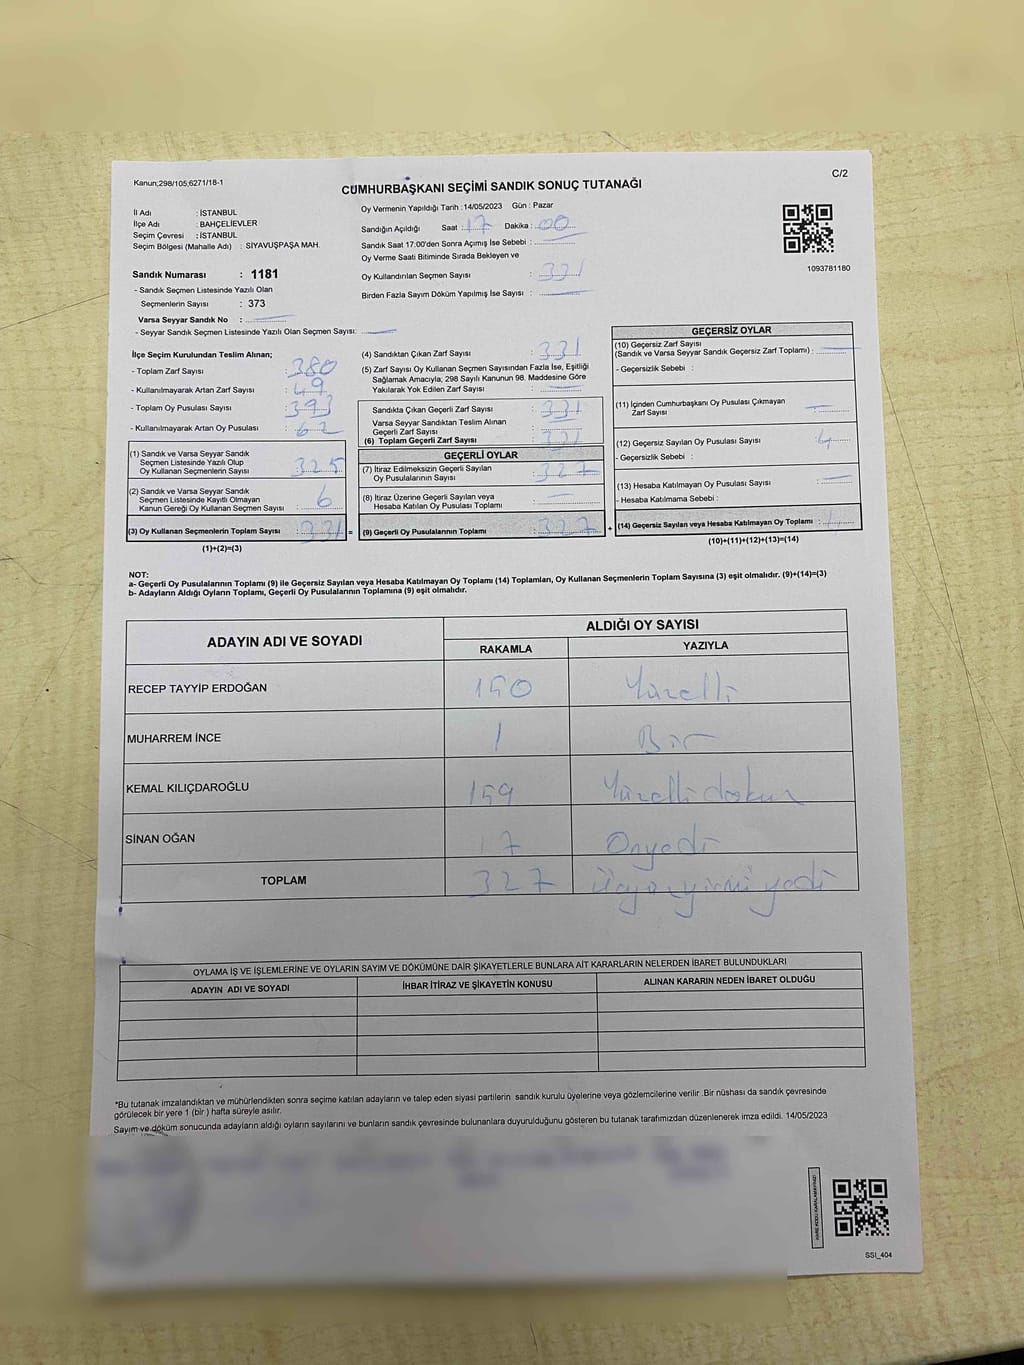 Kanun;298/105;6271/18-1
C/2
CUMHURBAŞKANI SEÇİMİ SANDIK SONUÇ TUTANAĞI
İl Adı : İSTANBUL
İlçe Adı : BAHÇELİEVLER
Seçim Çevresi : İSTANBUL
Seçim Bölgesi (Mahalle Adı) : SİYAVUŞPAŞA MAH.
Sandık Numarası : 1181
- Sandık Seçmen Listesinde Yazılı Olan
Seçmenlerin Sayısı : 373
Varsa Seyyar Sandık No :
- Seyyar Sandık Seçmen Listesinde Yazılı Olan Seçmen Sayısı:
Oy Vermenin Yapıldığı Tarih :14/05/2023 Gün : Pazar
Sandığın Açıldığı Saat : 17 Dakika : 00
Sandık Saat 17:00'den Sonra Açımış İse Sebebi :
Oy Verme Saati Bitiminde Sırada Bekleyen ve
Oy Kullandırılan Seçmen Sayısı : 331
Birden Fazla Sayım Döküm Yapılmış İse Sayısı :
1093781180
İlçe Seçim Kurulundan Teslim Alınan;
- Toplam Zarf Sayısı : 380
- Kullanılmayarak Artan Zarf Sayısı : 49
- Toplam Oy Pusulası Sayısı : 393
- Kullanılmayarak Artan Oy Pusulası : 62
(1) Sandık ve Varsa Seyyar Sandık
Seçmen Listesinde Yazılı Olup
Oy Kullanan Seçmenlerin Sayısı : 325
(2) Sandık ve Varsa Seyyar Sandık
Seçmen Listesinde Kayıtlı Olmayan
Kanun Gereği Oy Kullanan Seçmen Sayısı : 6
(3) Oy Kullanan Seçmenlerin Toplam Sayısı : 331
(1)+(2)=(3)
=
(4) Sandıktan Çıkan Zarf Sayısı : 331
(5) Zarf Sayısı Oy Kullanan Seçmen Sayısından Fazla İse, Eşitliği
Sağlamak Amacıyla; 298 Sayılı Kanunun 98. Maddesine Göre
Yakılarak Yok Edilen Zarf Sayısı :
Sandıkta Çıkan Geçerli Zarf Sayısı : 331
Varsa Seyyar Sandıktan Teslim Alınan
Geçerli Zarf Sayısı :
(6) Toplam Geçerli Zarf Sayısı : 331
GEÇERLİ OYLAR
(7) İtiraz Edilmeksizin Geçerli Sayılan
Oy Pusulasının Sayısı : 327
(8) İtiraz Üzerine Geçerli Sayılan veya
Hesaba Katılan Oy Pusulası Toplamı :
(9) Geçerli Oy Pusulalarının Toplamı : 327
+
GEÇERSİZ OYLAR
(10) Geçersiz Zarf Sayısı
(Sandık ve Varsa Seyyar Sandık Geçersiz Zarf Toplamı) :
- Geçersizlik Sebebi :
(11) İçinden Cumhurbaşkanı Oy Pusulası Çıkmayan
Zarf Sayısı :
(12) Geçersiz Sayılan Oy Pusulası Sayısı : 4
- Geçersizlik Sebebi :
(13) Hesaba Katılmayan Oy Pusulası Sayısı :
- Hesaba Katılmama Sebebi :
(14) Geçersiz Sayılan veya Hesaba Katılmayan Oy Toplamı :
(10)+(11)+(12)+(13)=(14)
NOT:
a- Geçerli Oy Pusulalarının Toplamı (9) ile Geçersiz Sayılan veya Hesaba Katılmayan Oy Toplamı (14) Toplamları, Oy Kullanan Seçmenlerin Toplam Sayısına (3) eşit olmalıdır. (9)+(14)=(3)
b- Adayların Aldığı Oyların Toplamı, Geçerli Oy Pusulalarının Toplamına (9) eşit olmalıdır.
ADAYIN ADI VE SOYADI
ALDIĞI OY SAYISI
RAKAMLA YAZIYLA
RECEP TAYYİP ERDOĞAN 150 Yüzelli
MUHARREM İNCE 1 Bir
KEMAL KILIÇDAROĞLU 159 Yüzelli dokuz
SİNAN OĞAN 17 Onyedi
TOPLAM 327 Üçyüzyirmi yedi
OYLAMA İŞ VE İŞLEMLERİNE VE OYLARIN SAYIM VE DÖKÜMÜNE DAİR ŞİKAYETLERLE BUNLARA AİT KARARLARIN NELERDEN İBARET BULUNDUKLARI
ADAYIN ADI VE SOYADI İHBAR İTİRAZ VE ŞİKAYETİN KONUSU ALINAN KARARIN NEDEN İBARET OLDUĞU
*Bu tutanak imzalandıktan ve mühürlendikten sonra seçime katılan adayların ve talep eden siyasi partilerin sandık kurulu üyelerine veya gözlemcilerine verilir .Bir nüshası da sandık çevresinde
görülecek bir yere 1 (bir ) hafta süreyle asılır.
Sayım ve döküm sonucunda adayların aldığı oyların sayılarını ve bunların sandık çevresinde bulunanlara duyurulduğunu gösteren bu tutanak tarafımızdan düzenlenerek imza edildi. 14/05/2023
SSI_404